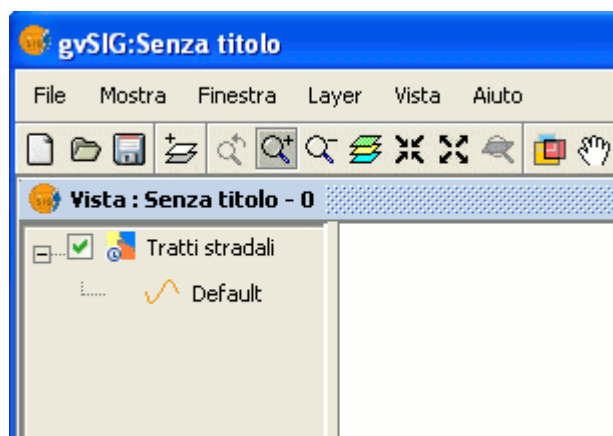 gvSIG:Senza titolo
File Mostra Finestra Layer Vista Aiuto
Vista : Senza titolo - 0
Tratti stradali
Default